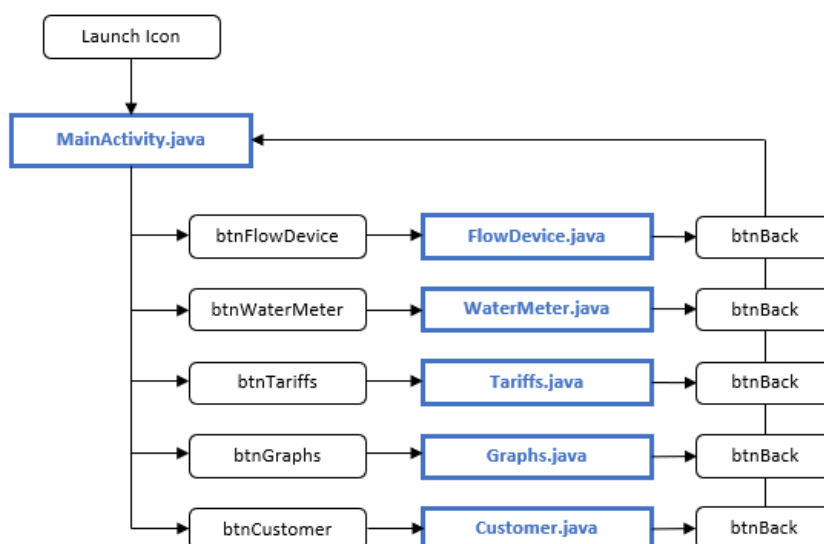 Launch Icon
MainActivity.java
btnFlowDevice FlowDevice.java btnBack
btnWaterMeter WaterMeter.java btnBack
btnTariffs Tariffs.java btnBack
btnGraphs Graphs.java btnBack
btnCustomer Customer.java btnBack